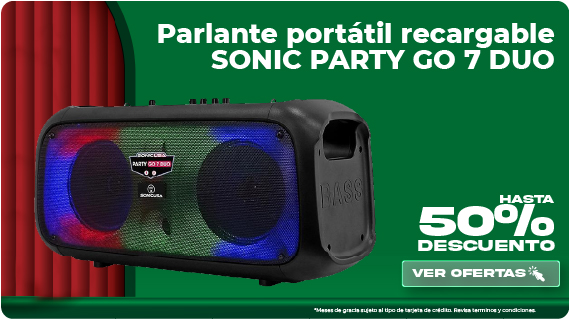 Parlante portátil recargable
SONIC PARTY GO 7 DUO
SONICUSA
PARTY GO 7 DUO
SONICUSA
BASS
HASTA
50%
DESCUENTO
VER OFERTAS
*Meses de gracia sujeto al tipo de tarjeta de crédito. Revisa terminos y condiciones.